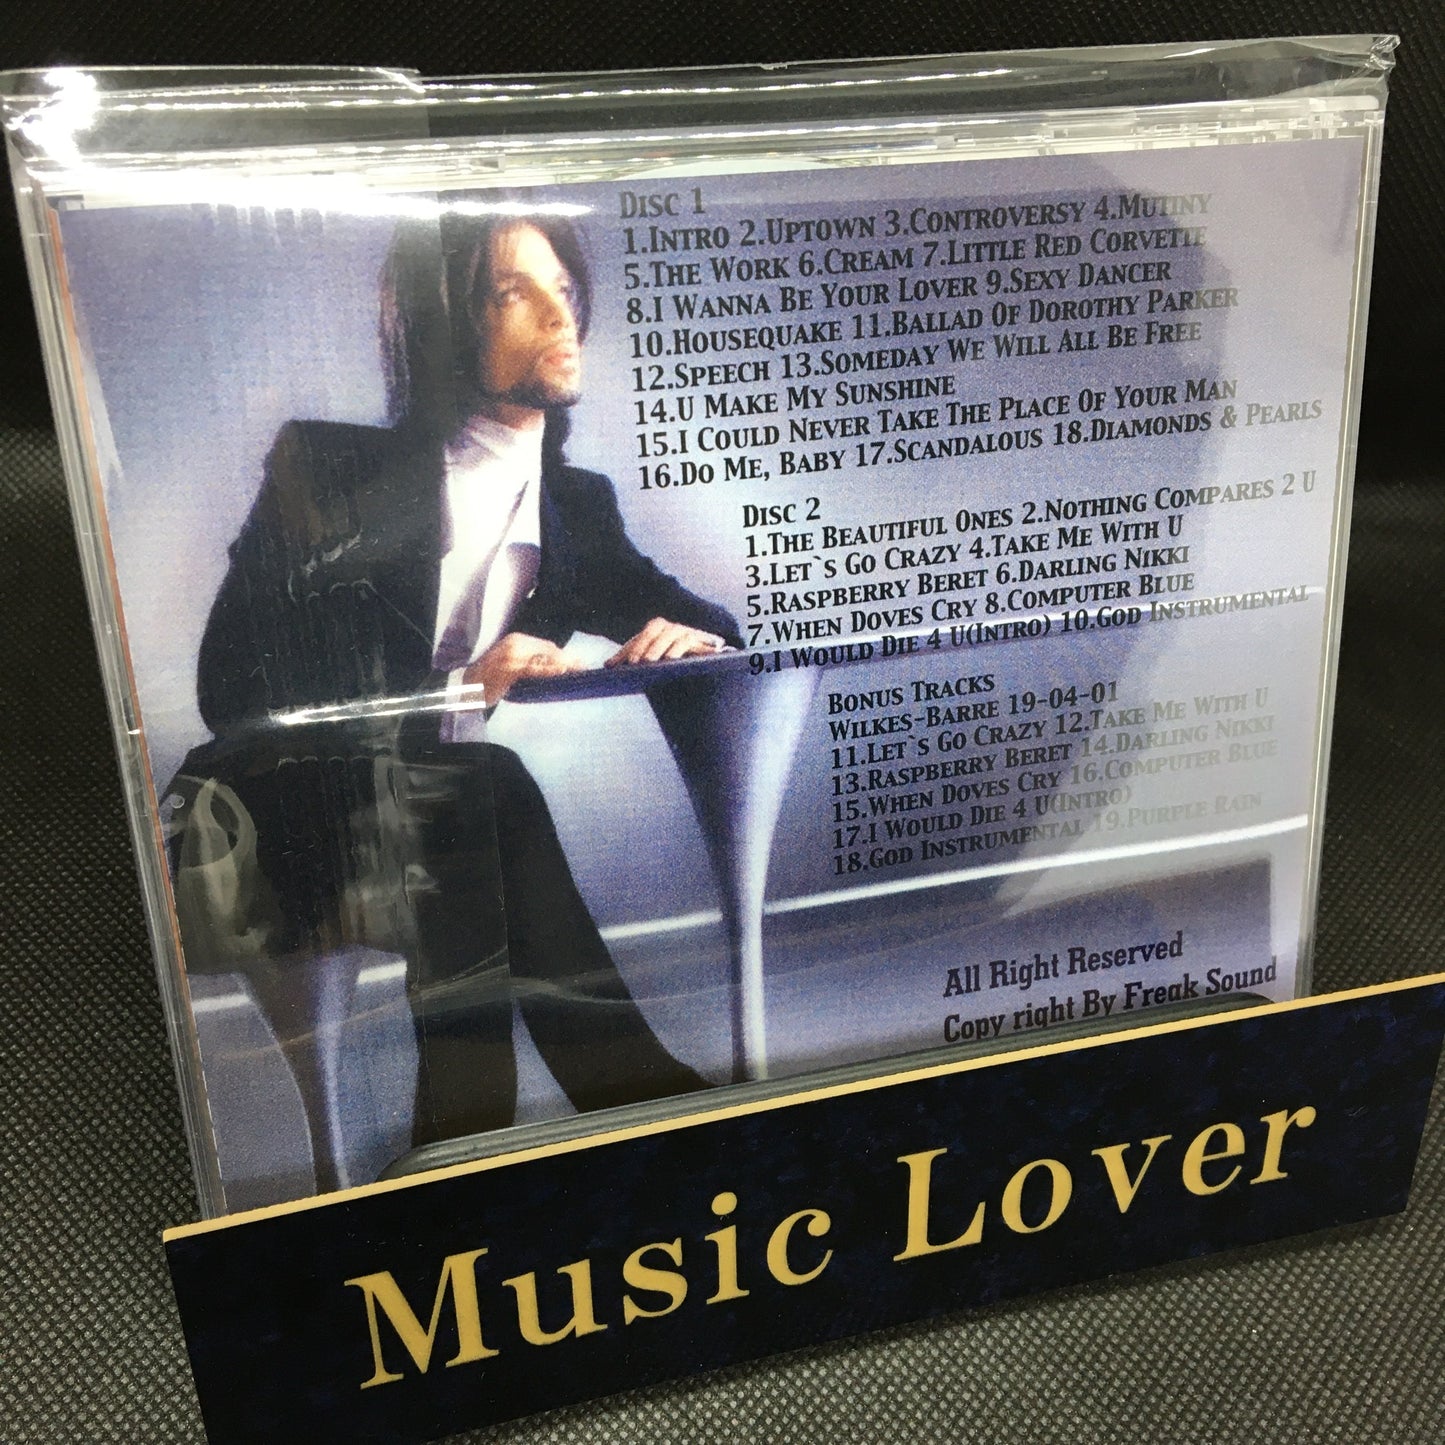 Disc 1
1.Intro 2.Uptown 3.Controversy 4.Mutiny
5.The Work 6.Cream 7.Little Red Corvette
8.I Wanna Be Your Lover 9.Sexy Dancer
10.Housequake 11.Ballad Of Dorothy Parker
12.Speech 13.Someday We Will All Be Free
14.U Make My Sunshine
15.I Could Never Take The Place Of Your Man
16.Do Me, Baby 17.Scandalous 18.Diamonds & Pearls
Disc 2
1.The Beautiful Ones 2.Nothing Compares 2 U
3.Let`s Go Crazy 4.Take Me With U
5.Raspberry Beret 6.Darling Nikki
7.When Doves Cry 8.Computer Blue
9.I Would Die 4 U(Intro) 10.God Instrumental
Bonus Tracks
Wilkes-Barre 19-04-01
11.Let`s Go Crazy 12.Take Me With U
13.Raspberry Beret 14.Darling Nikki
15.When Doves Cry 16.Computer Blue
17.I Would Die 4 U(Intro)
18.God Instrumental 19.Purple Rain
All Right Reserved
Copy right By Freak Sound
Music Lover